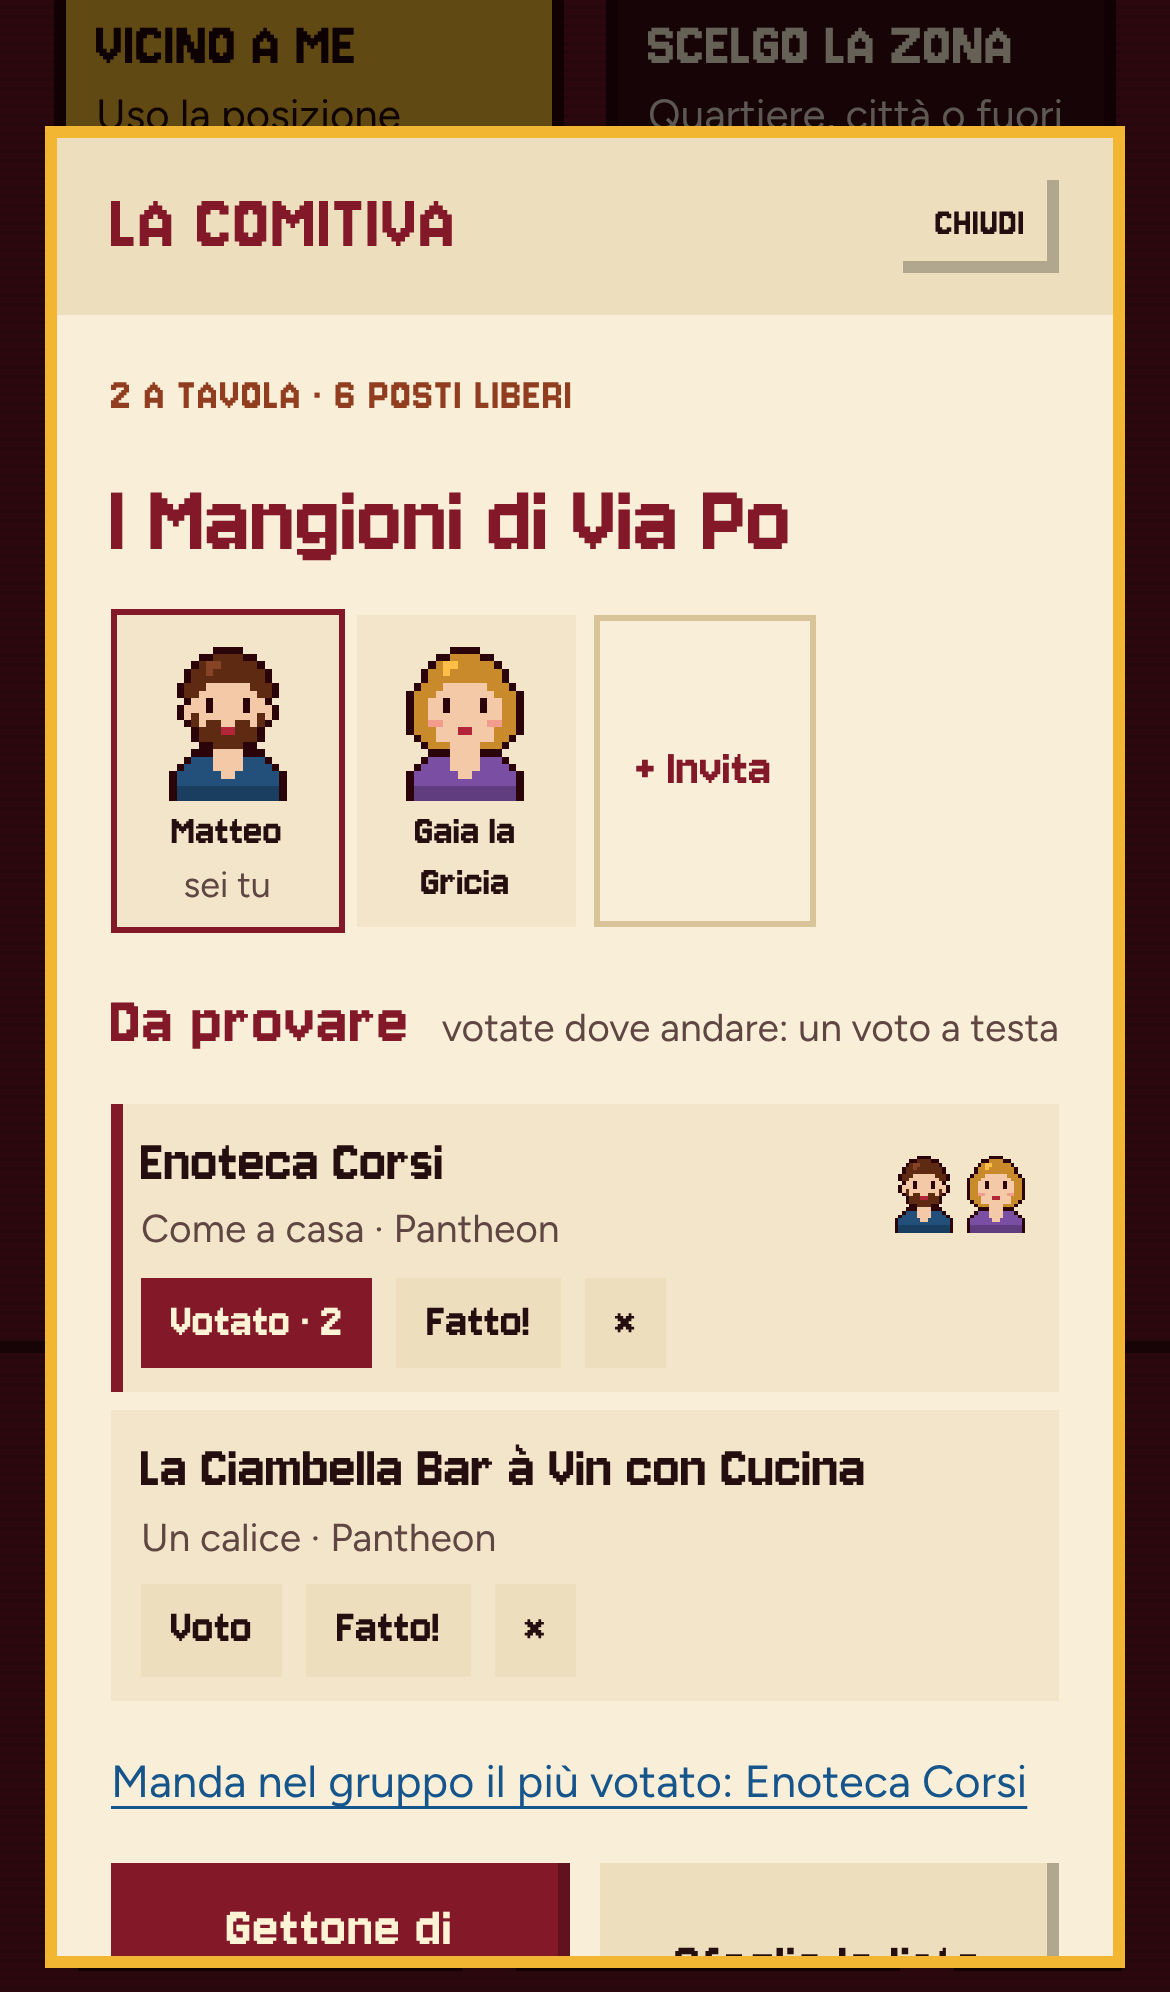 VICINO A ME
SCELGO LA ZONA
Uso la posizione
Quartiere, città o fuori
LA COMITIVA
CHIUDI
2 A TAVOLA · 6 POSTI LIBERI
I Mangioni di Via Po
Matteo
sei tu
Gaia la
Gricia
+ Invita
Da provare
votate dove andare: un voto a testa
Enoteca Corsi
Come a casa · Pantheon
Votato · 2
Fatto!
×
La Ciambella Bar à Vin con Cucina
Un calice · Pantheon
Voto
Fatto!
×
Manda nel gruppo il più votato: Enoteca Corsi
Gettone di